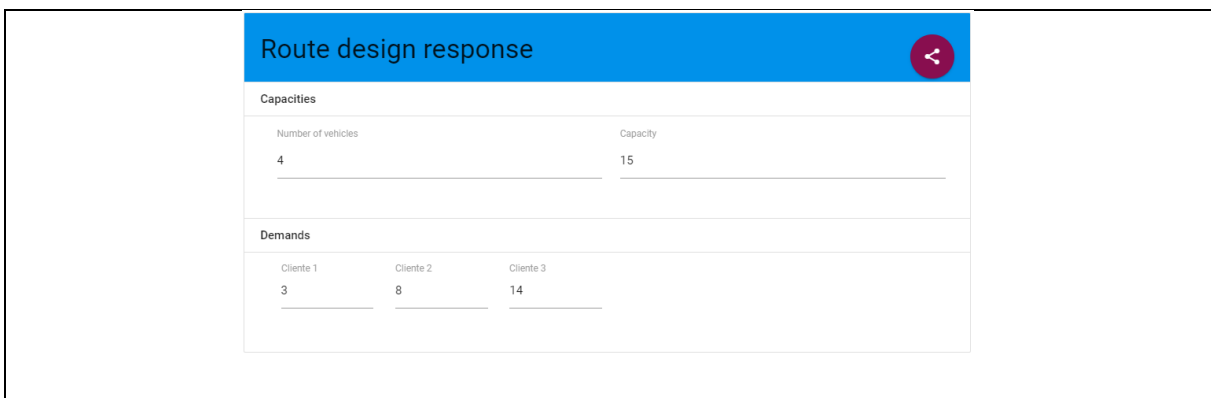 Route design response
Capacities
Number of vehicles Capacity
4 15
Demands
Cliente 1 Cliente 2 Cliente 3
3 8 14